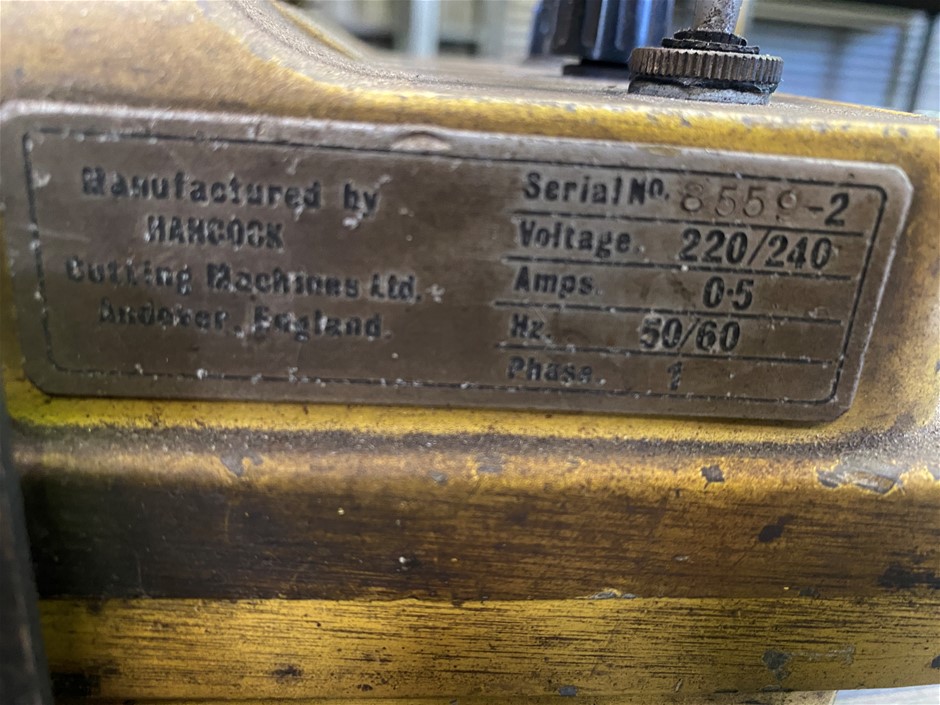 Manufactured by
HANCOCK
Cutting Machines Ltd.
Andover, England.
Serial No. 8559-2
Voltage. 220/240
Amps. 0·5
Hz. 50/60
Phase. 1